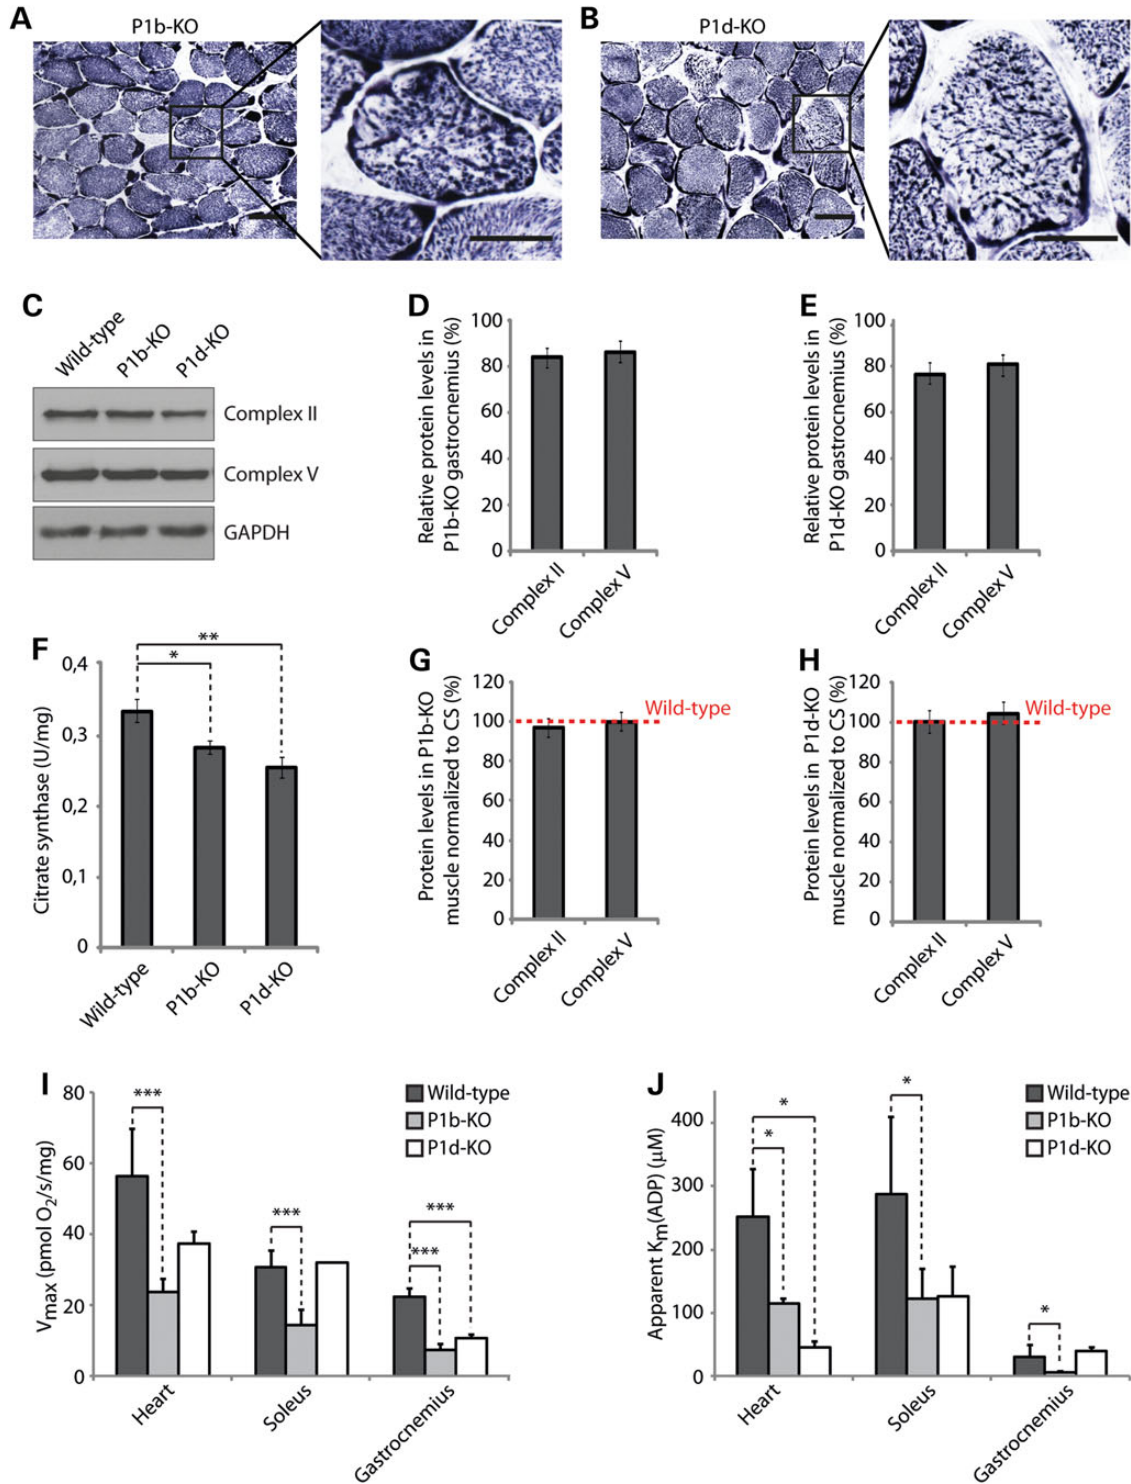 A
P1b-KO
B
P1d-KO
C
Wild-type
P1b-KO
P1d-KO
Complex II
Complex V
GAPDH
D
Relative protein levels in
P1b-KO gastrocnemius (%)
100
80
60
40
20
0
Complex II
Complex V
E
Relative protein levels in
P1d-KO gastrocnemius (%)
100
80
60
40
20
0
Complex II
Complex V
F
Citrate synthase (U/mg)
0,4
0,3
0,2
0,1
0
*
**
Wild-type
P1b-KO
P1d-KO
G
Protein levels in P1b-KO
muscle normalized to CS (%)
120
100
80
60
40
20
0
Wild-type
Complex II
Complex V
H
Protein levels in P1d-KO
muscle normalized to CS (%)
120
100
80
60
40
20
0
Wild-type
Complex II
Complex V
I
Vmax (pmol O2/s/mg)
80
60
40
20
0
***
***
***
***
Wild-type
P1b-KO
P1d-KO
Heart
Soleus
Gastrocnemius
J
Apparent Km(ADP) (μM)
400
300
200
100
0
*
*
*
*
Wild-type
P1b-KO
P1d-KO
Heart
Soleus
Gastrocnemius